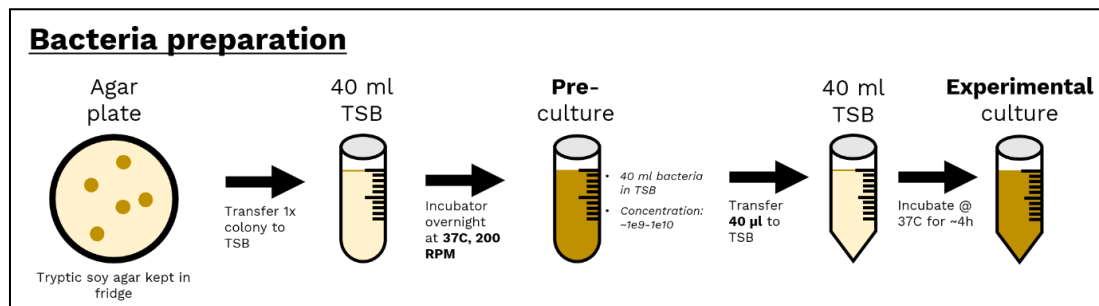 Bacteria preparation
Agar
plate
Tryptic soy agar kept in
fridge
Transfer 1x
colony to
TSB
40 ml
TSB
Incubator
overnight
at 37C, 200
RPM
Pre-
culture
• 40 ml bacteria
in TSB
• Concentration:
~1e9-1e10
Transfer
40 µl to
TSB
40 ml
TSB
Incubate @
37C for ~4h
Experimental
culture